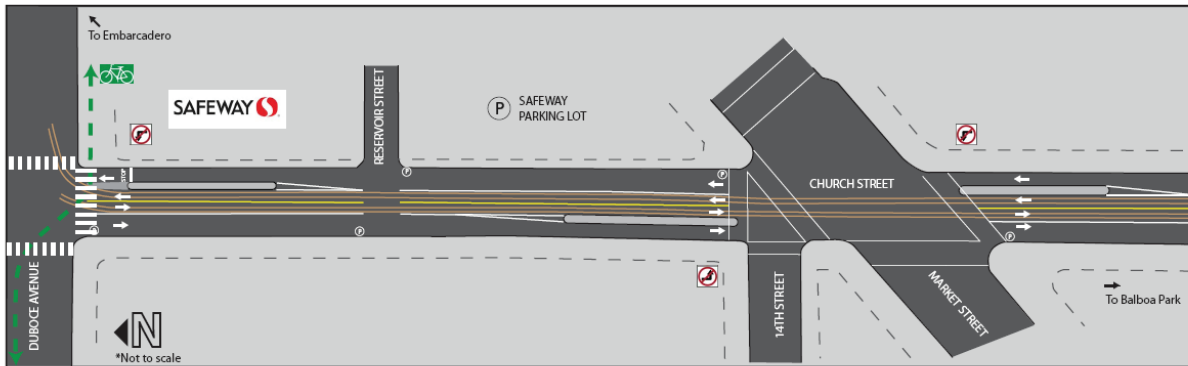 To Embarcadero
SAFEWAY
RESERVOIR STREET
P
SAFEWAY
PARKING LOT
STOP
P
P
CHURCH STREET
P
P
P
DUBOCE AVENUE
N
*Not to scale
14TH STREET
MARKET STREET
To Balboa Park